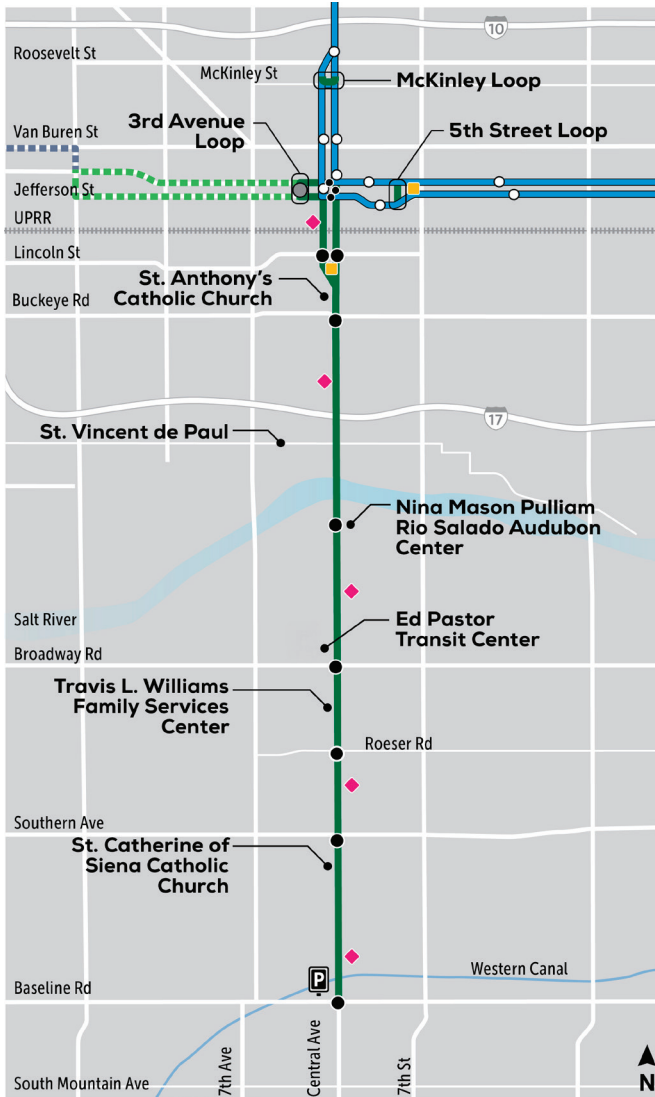 10
Roosevelt St
McKinley St
McKinley Loop
3rd Avenue
Loop
5th Street Loop
Van Buren St
Jefferson St
UPRR
Lincoln St
St. Anthony's
Catholic Church
Buckeye Rd
17
St. Vincent de Paul
Nina Mason Pulliam
Rio Salado Audubon
Center
Salt River
Ed Pastor
Transit Center
Broadway Rd
Travis L. Williams
Family Services
Center
Roeser Rd
Southern Ave
St. Catherine of
Siena Catholic
Church
Western Canal
P
Baseline Rd
7th Ave
Central Ave
7th St
South Mountain Ave
N